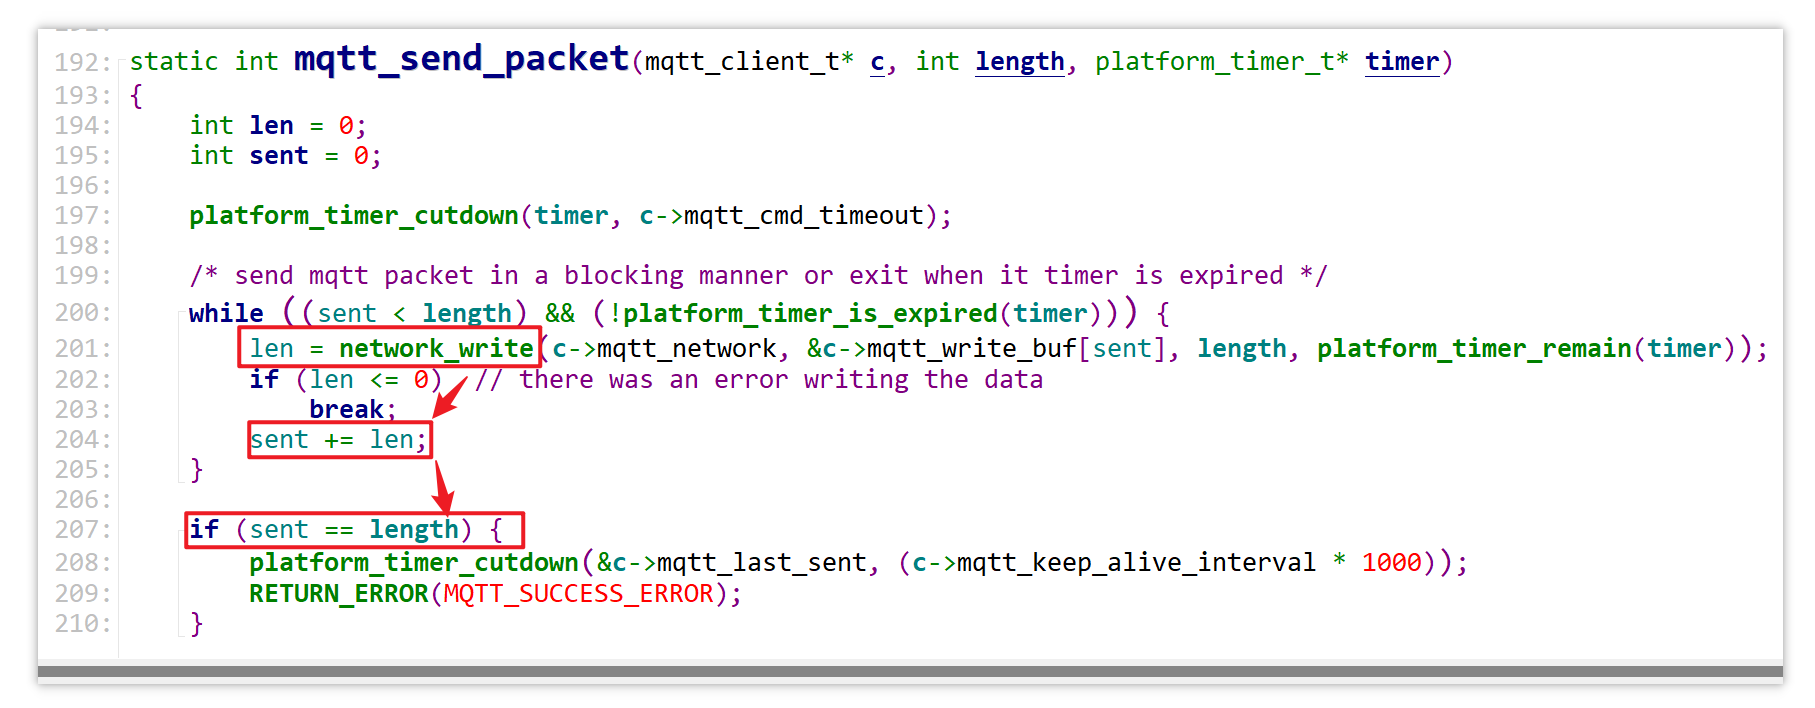 192: static int mqtt_send_packet(mqtt_client_t* c, int length, platform_timer_t* timer)
193: {
194:     int len = 0;
195:     int sent = 0;
196:
197:     platform_timer_cutdown(timer, c->mqtt_cmd_timeout);
198:
199:     /* send mqtt packet in a blocking manner or exit when it timer is expired */
200:     while ((sent < length) && (!platform_timer_is_expired(timer))) {
201:         len = network_write(c->mqtt_network, &c->mqtt_write_buf[sent], length, platform_timer_remain(timer));
202:         if (len <= 0)  // there was an error writing the data
203:             break;
204:         sent += len;
205:     }
206:
207:     if (sent == length) {
208:         platform_timer_cutdown(&c->mqtt_last_sent, (c->mqtt_keep_alive_interval * 1000));
209:         RETURN_ERROR(MQTT_SUCCESS_ERROR);
210:     }